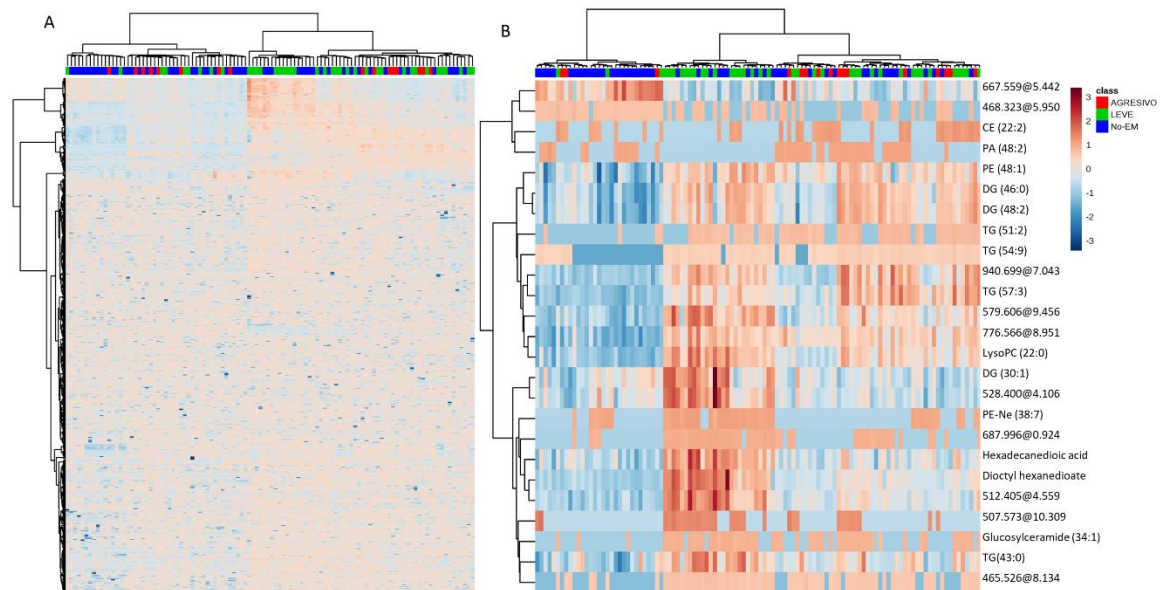 A
B
class
AGRESIVO
LEVE
No-EM
3
2
1
0
-1
-2
-3
667.559@5.442
468.323@5.950
CE (22:2)
PA (48:2)
PE (48:1)
DG (46:0)
DG (48:2)
TG (51:2)
TG (54:9)
940.699@7.043
TG (57:3)
579.606@9.456
776.566@8.951
LysoPC (22:0)
DG (30:1)
528.400@4.106
PE-Ne (38:7)
687.996@0.924
Hexadecanedioic acid
Dioctyl hexanedioate
512.405@4.559
507.573@10.309
Glucosylceramide (34:1)
TG(43:0)
465.526@8.134